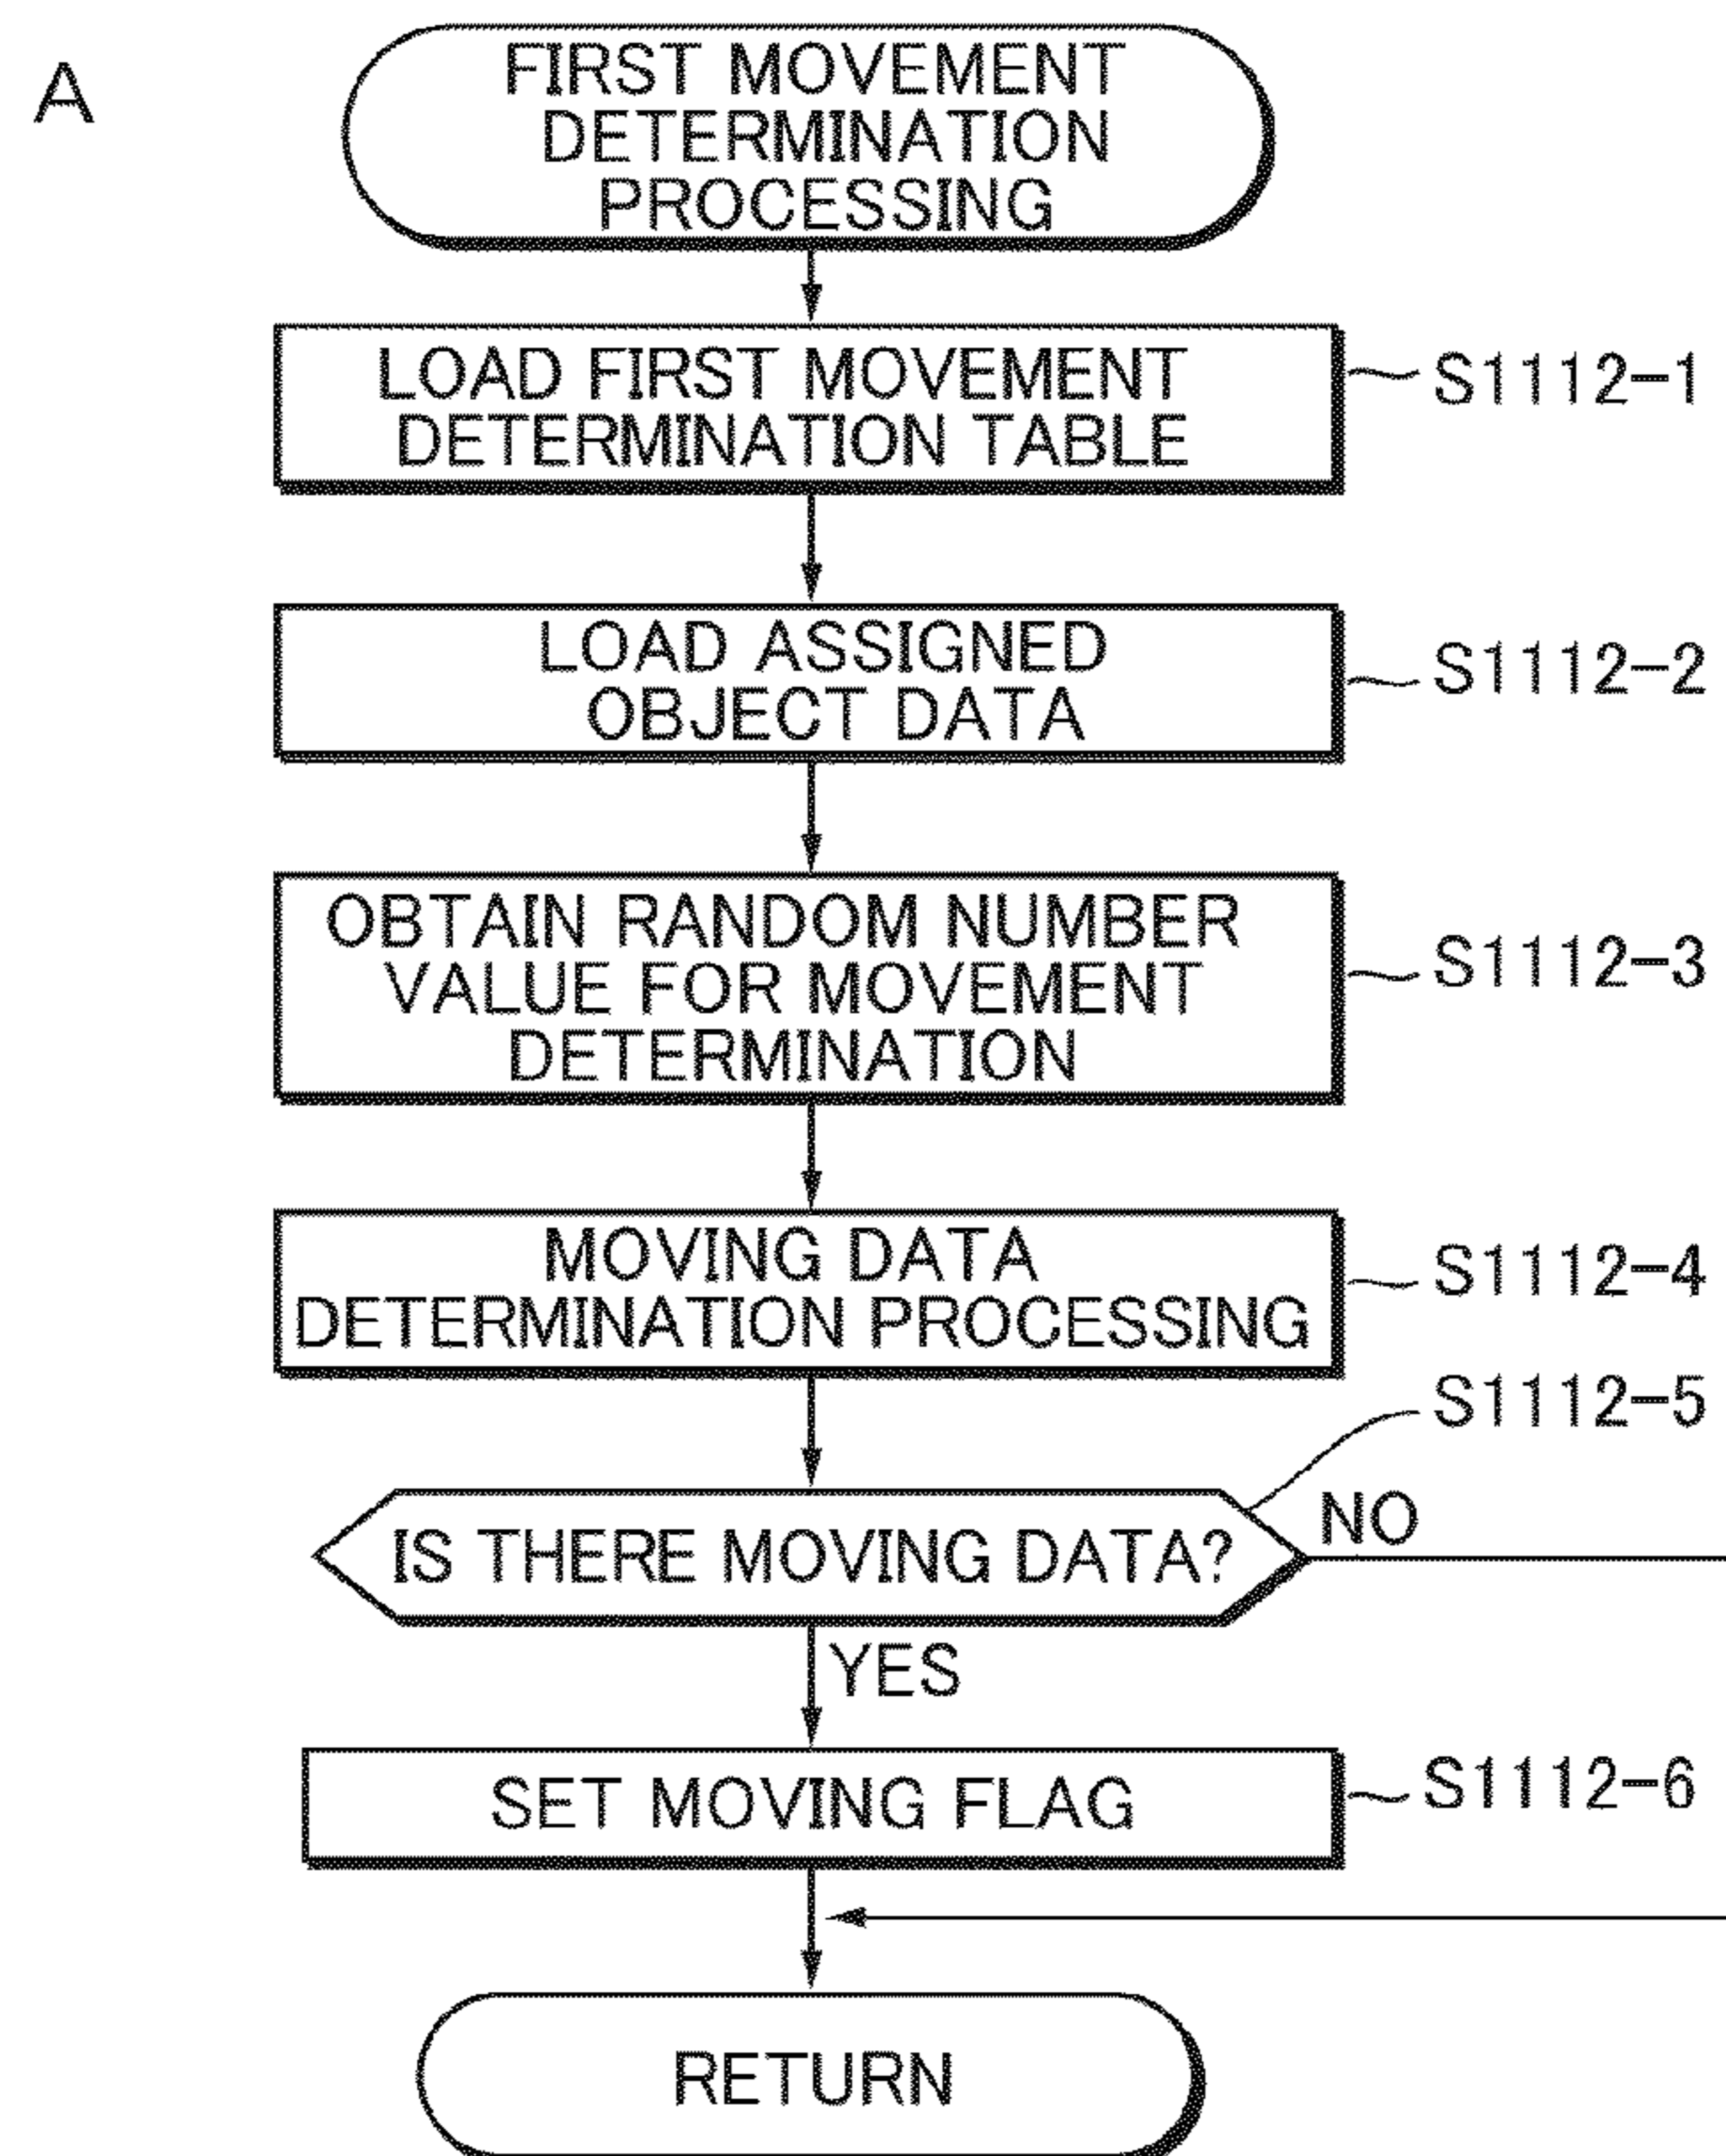 A
FIRST MOVEMENT
DETERMINATION
PROCESSING
LOAD FIRST MOVEMENT
DETERMINATION TABLE
S1112-1
LOAD ASSIGNED
OBJECT DATA
S1112-2
OBTAIN RANDOM NUMBER
VALUE FOR MOVEMENT
DETERMINATION
S1112-3
MOVING DATA
DETERMINATION PROCESSING
S1112-4
S1112-5
IS THERE MOVING DATA?
NO
YES
SET MOVING FLAG
S1112-6
RETURN